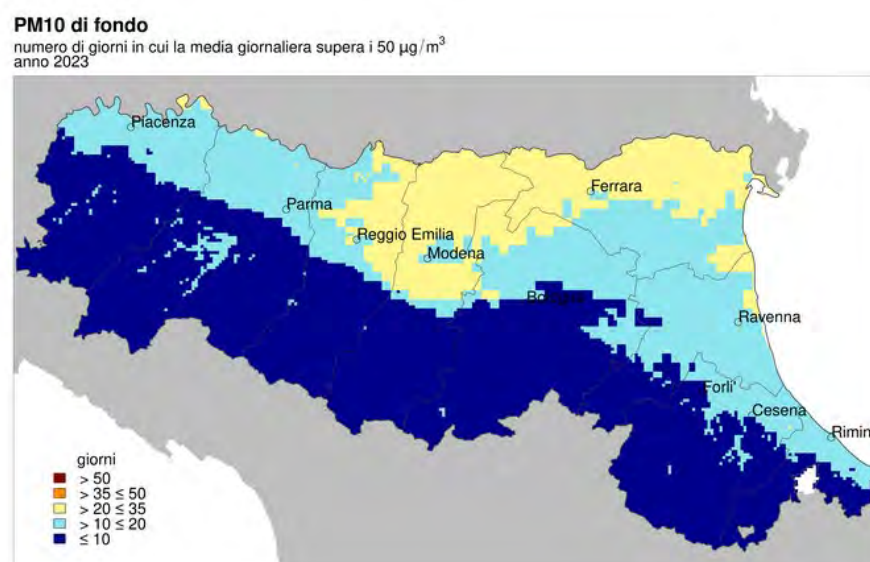 PM10 di fondo
numero di giorni in cui la media giornaliera supera i 50 µg/m³
anno 2023
Piacenza
Ferrara
Parma
Reggio Emilia
Modena
Bologna
Ravenna
Forli'
Cesena
Rimin
giorni
> 50
> 35 ≤ 50
> 20 ≤ 35
> 10 ≤ 20
≤ 10